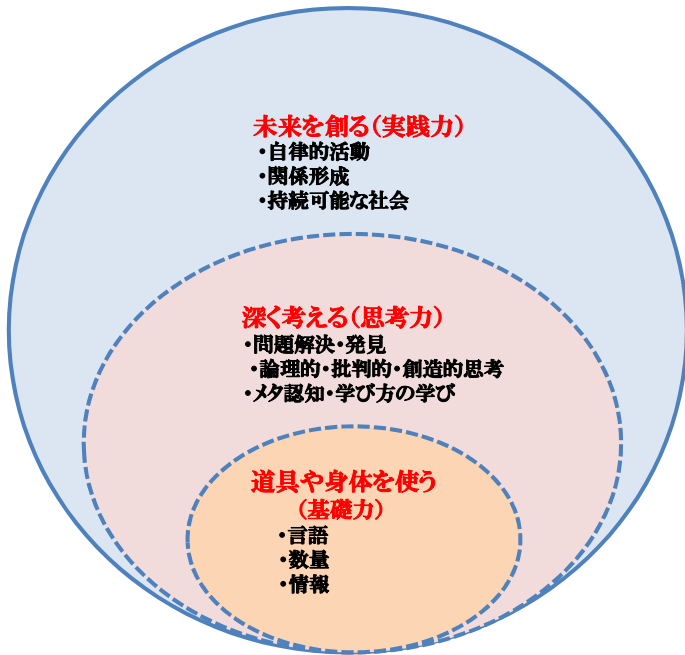 未来を創る(実践力)
・自律的活動
・関係形成
・持続可能な社会
深く考える(思考力)
・問題解決・発見
・論理的・批判的・創造的思考
・メタ認知・学び方の学び
道具や身体を使う
(基礎力)
・言語
・数量
・情報